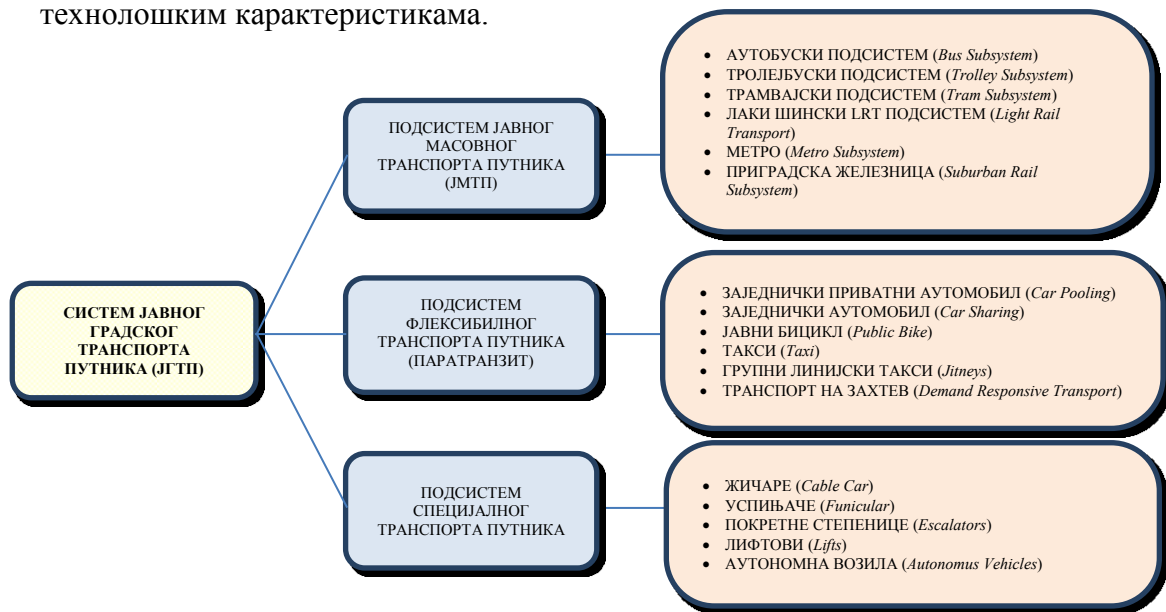 технолошким карактеристикама.
СИСТЕМ ЈАВНОГ
ГРАДСКОГ
ТРАНСПОРТА
ПУТНИКА (ЈГТП)
ПОДСИСТЕМ ЈАВНОГ
МАСОВНОГ
ТРАНСПОРТА ПУТНИКА
(ЈМТП)
• АУТОБУСКИ ПОДСИСТЕМ (Bus Subsystem)
• ТРОЛЕЈБУСКИ ПОДСИСТЕМ (Trolley Subsystem)
• ТРАМВАЈСКИ ПОДСИСТЕМ (Tram Subsystem)
• ЛАКИ ШИНСКИ LRT ПОДСИСТЕМ (Light Rail
Transport)
• МЕТРО (Metro Subsystem)
• ПРИГРАДСКА ЖЕЛЕЗНИЦА (Suburban Rail
Subsystem)
ПОДСИСТЕМ
ФЛЕКСИБИЛНОГ
ТРАНСПОРТА ПУТНИКА
(ПАРАТРАНЗИТ)
• ЗАЈЕДНИЧКИ ПРИВАТНИ АУТОМОБИЛ (Car Pooling)
• ЗАЈЕДНИЧКИ АУТОМОБИЛ (Car Sharing)
• ЈАВНИ БИЦИКЛ (Public Bike)
• ТАКСИ (Taxi)
• ГРУПНИ ЛИНИЈСКИ ТАКСИ (Jitneys)
• ТРАНСПОРТ НА ЗАХТЕВ (Demand Responsive Transport)
ПОДСИСТЕМ
СПЕЦИЈАЛНОГ
ТРАНСПОРТА ПУТНИКА
• ЖИЧАРЕ (Cable Car)
• УСПИЊАЧЕ (Funicular)
• ПОКРЕТНЕ СТЕПЕНИЦЕ (Escalators)
• ЛИФТОВИ (Lifts)
• АУТОНОМНА ВОЗИЛА (Autonomus Vehicles)